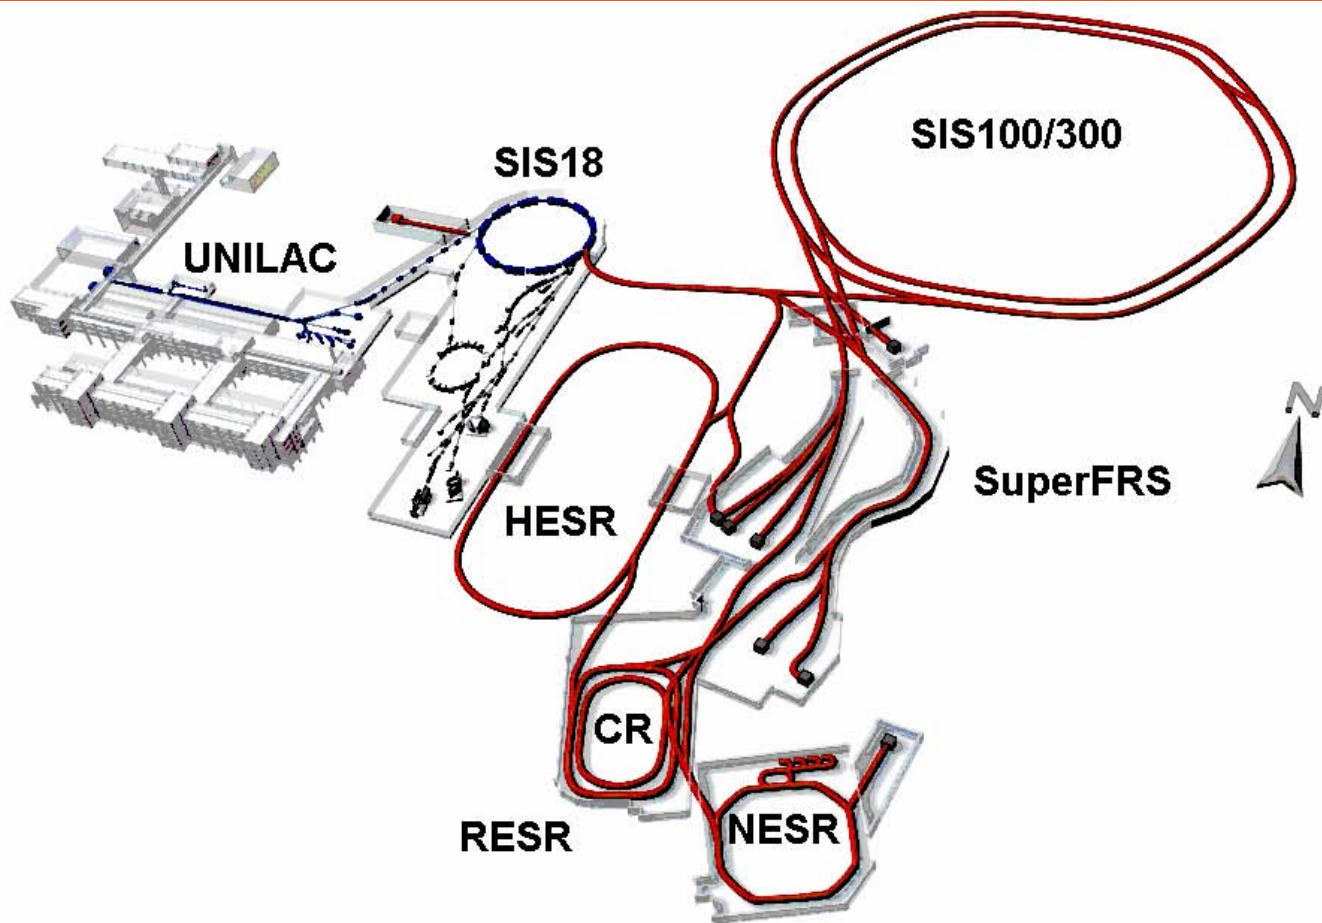 SIS100/300
SIS18
UNILAC
N
SuperFRS
HESR
CR
NESR
RESR